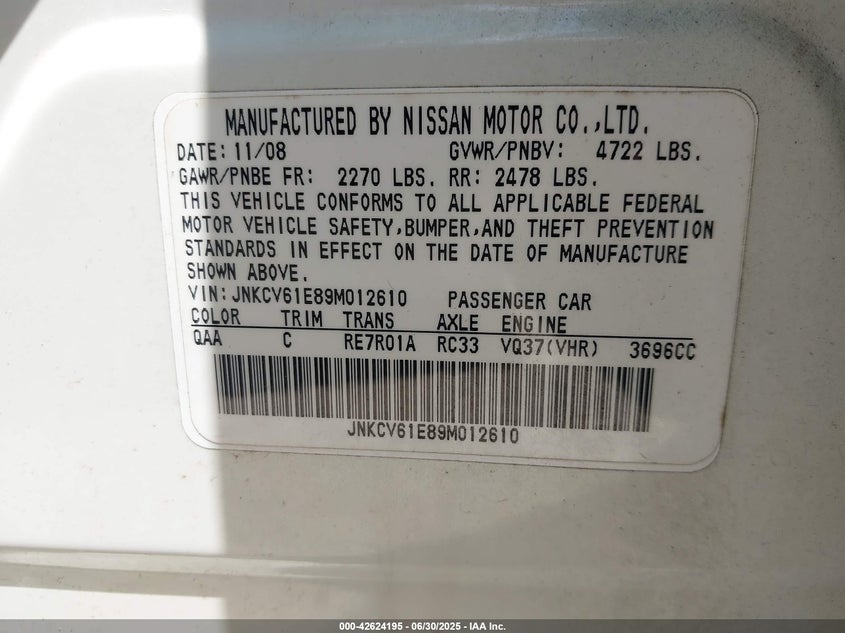 MANUFACTURED BY NISSAN MOTOR CO.,LTD.
DATE: 11/08 GVWR/PNBV: 4722 LBS.
GAWR/PNBE FR: 2270 LBS. RR: 2478 LBS.
THIS VEHICLE CONFORMS TO ALL APPLICABLE FEDERAL
MOTOR VEHICLE SAFETY,BUMPER,AND THEFT PREVENTION
STANDARDS IN EFFECT ON THE DATE OF MANUFACTURE
SHOWN ABOVE.
VIN: JNKCV61E89M012610 PASSENGER CAR
COLOR TRIM TRANS AXLE ENGINE
QAA C RE7R01A RC33 VQ37(VHR) 3696CC
JNKCV61E89M012610
000-42624195 - 06/30/2025 - IAA Inc.